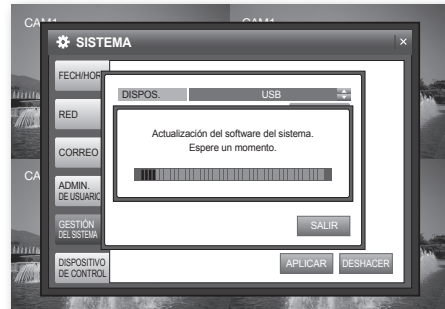 CAM1
SISTEMA
FECH/HOR
DISPOS. USB
RED
Actualización del software del sistema.
Espere un momento.
CORREO
CA
ADMIN.
DE USUARIO
GESTIÓN
DEL SISTEMA
SALIR
DISPOSITIVO
DE CONTROL
APLICAR DESHACER